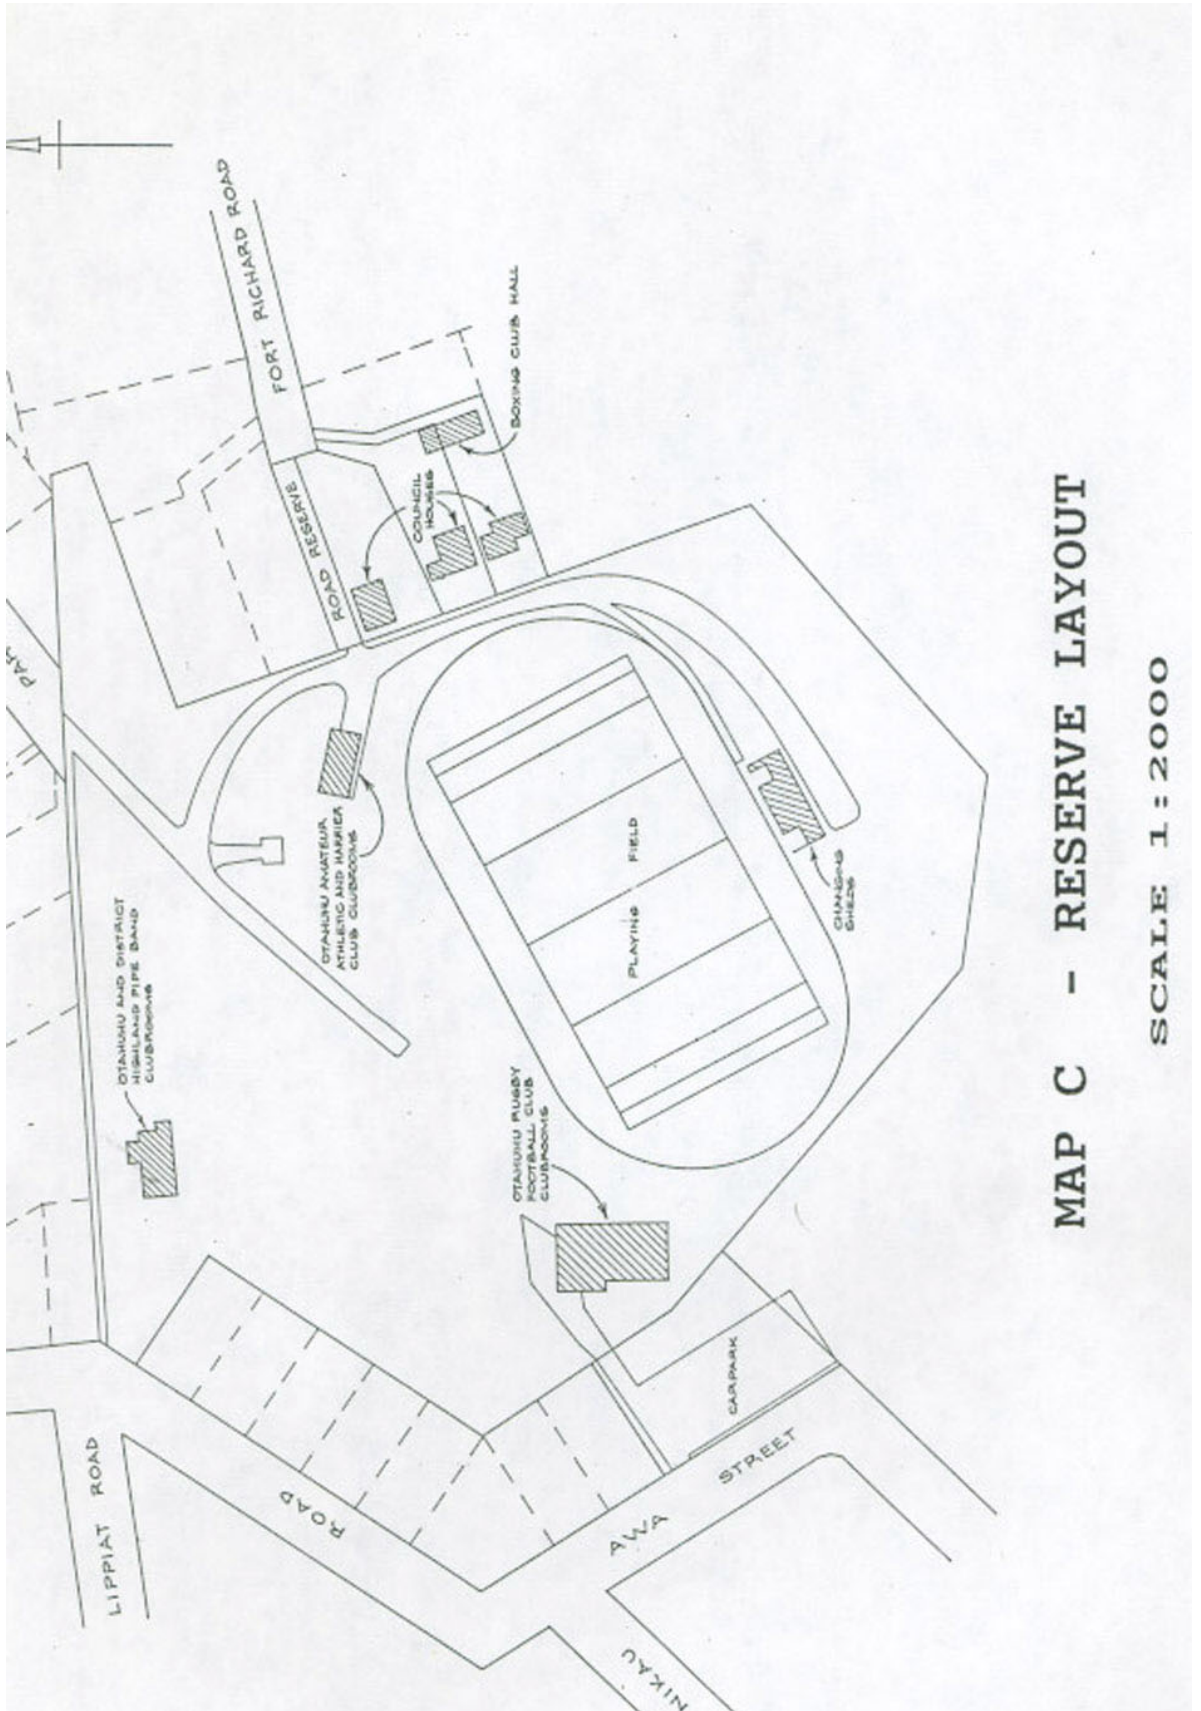 PAR
FORT RICHARD ROAD
ROAD RESERVE
COUNCIL
HOUSES
BOXING CLUB HALL
OTAHUHU AMATEUR
ATHLETIC AND HARRIER
CLUB CLUBROOMS
OTAHUHU AND DISTRICT
HIGHLAND PIPE BAND
CLUBROOMS
PLAYING FIELD
CHANGING
SHEDS
OTAHUHU RUGBY
FOOTBALL CLUB
CLUBROOMS
CARPARK
LIPPIAT ROAD
ROAD
AWA STREET
NIKAU
MAP C - RESERVE LAYOUT
SCALE 1:2000